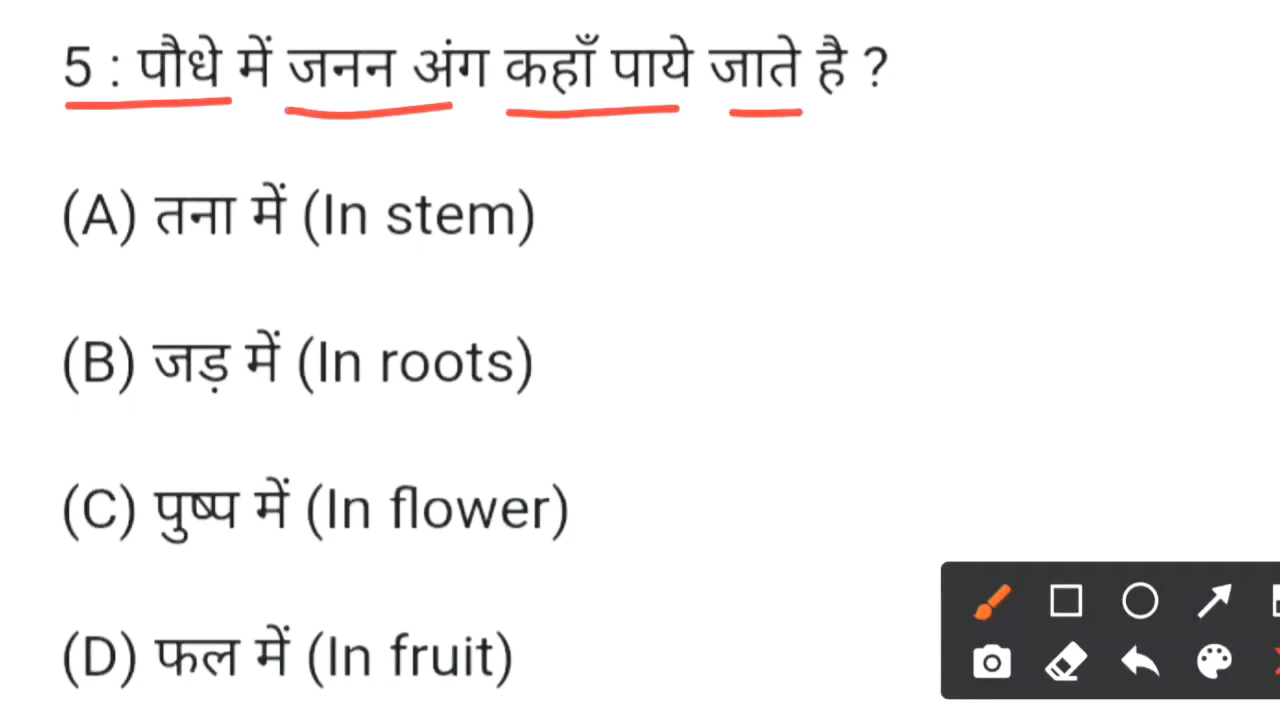 5 : पौधे में जनन अंग कहाँ पाये जाते है ?
(A) तना में (In stem)
(B) जड़ में (In roots)
(C) पुष्प में (In flower)
(D) फल में (In fruit)